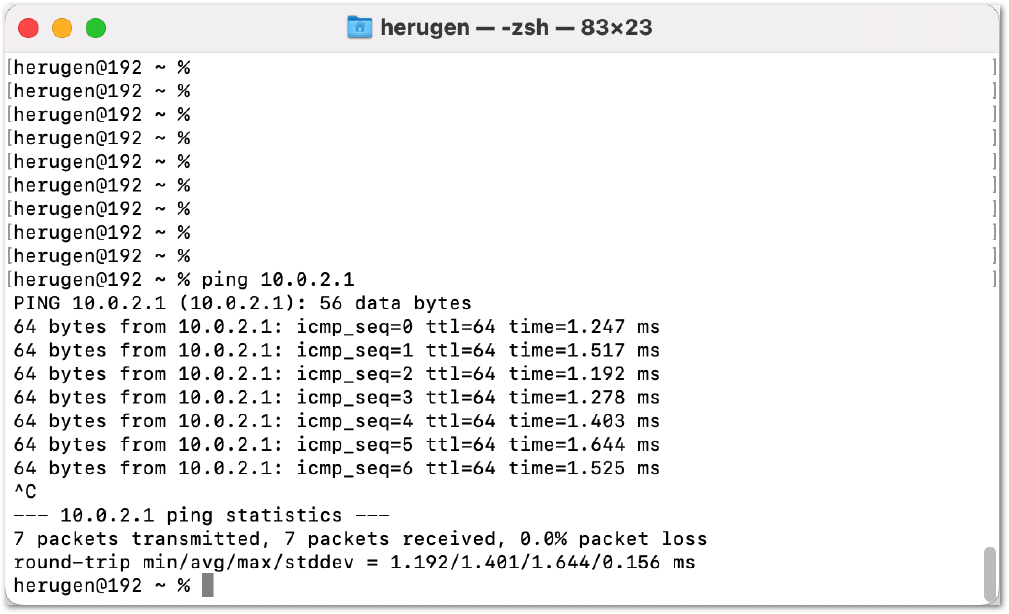 herugen — -zsh — 83×23
[herugen@192 ~ % ]
[herugen@192 ~ % ]
[herugen@192 ~ % ]
[herugen@192 ~ % ]
[herugen@192 ~ % ]
[herugen@192 ~ % ]
[herugen@192 ~ % ]
[herugen@192 ~ % ]
[herugen@192 ~ % ]
[herugen@192 ~ % ping 10.0.2.1 ]
PING 10.0.2.1 (10.0.2.1): 56 data bytes
64 bytes from 10.0.2.1: icmp_seq=0 ttl=64 time=1.247 ms
64 bytes from 10.0.2.1: icmp_seq=1 ttl=64 time=1.517 ms
64 bytes from 10.0.2.1: icmp_seq=2 ttl=64 time=1.192 ms
64 bytes from 10.0.2.1: icmp_seq=3 ttl=64 time=1.278 ms
64 bytes from 10.0.2.1: icmp_seq=4 ttl=64 time=1.403 ms
64 bytes from 10.0.2.1: icmp_seq=5 ttl=64 time=1.644 ms
64 bytes from 10.0.2.1: icmp_seq=6 ttl=64 time=1.525 ms
^C
--- 10.0.2.1 ping statistics ---
7 packets transmitted, 7 packets received, 0.0% packet loss
round-trip min/avg/max/stddev = 1.192/1.401/1.644/0.156 ms
herugen@192 ~ %